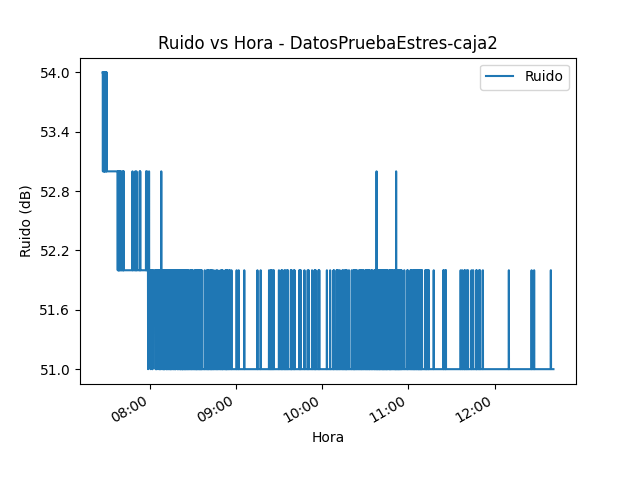 Ruido vs Hora - DatosPruebaEstres-caja2
Ruido
54.0
53.4
52.8
52.2
51.6
51.0
Ruido (dB)
08:00
09:00
10:00
11:00
12:00
Hora